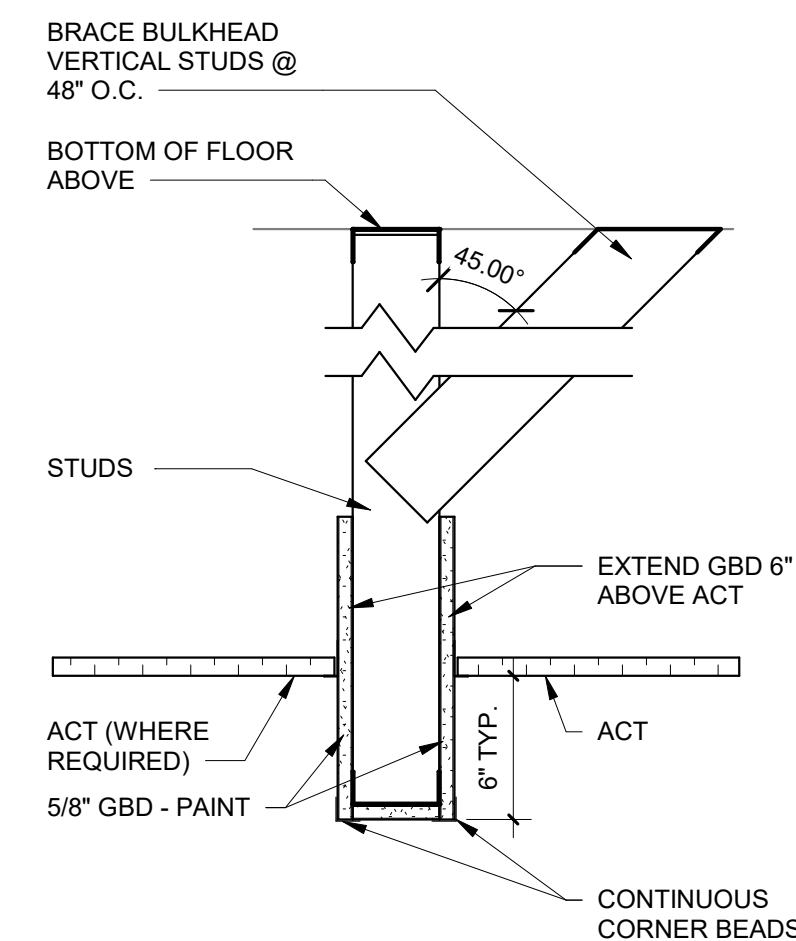 BRACE BULKHEAD
VERTICAL STUDS @
48" O.C.
BOTTOM OF FLOOR
ABOVE
45.00°
STUDS
EXTEND GBD 6"
ABOVE ACT
ACT (WHERE
REQUIRED)
ACT
6" TYP.
5/8" GBD - PAINT
CONTINUOUS
CORNER BEADS